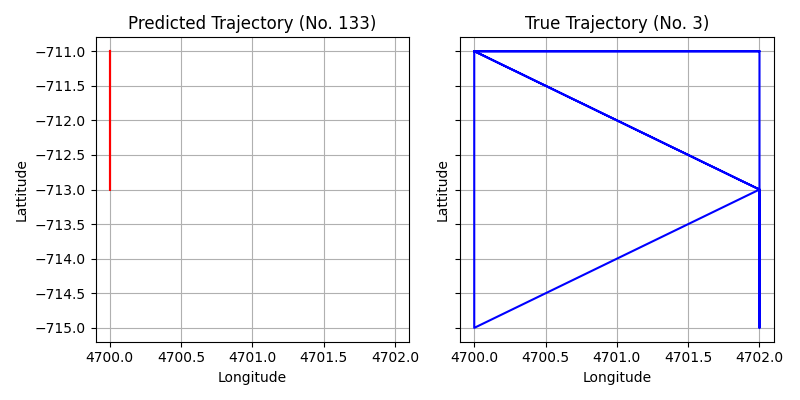 Predicted Trajectory (No. 133)
−711.0
−711.5
−712.0
−712.5
−713.0
−713.5
−714.0
−714.5
−715.0
Lattitude
4700.0 4700.5 4701.0 4701.5 4702.0
Longitude
True Trajectory (No. 3)
Lattitude
4700.0 4700.5 4701.0 4701.5 4702.0
Longitude